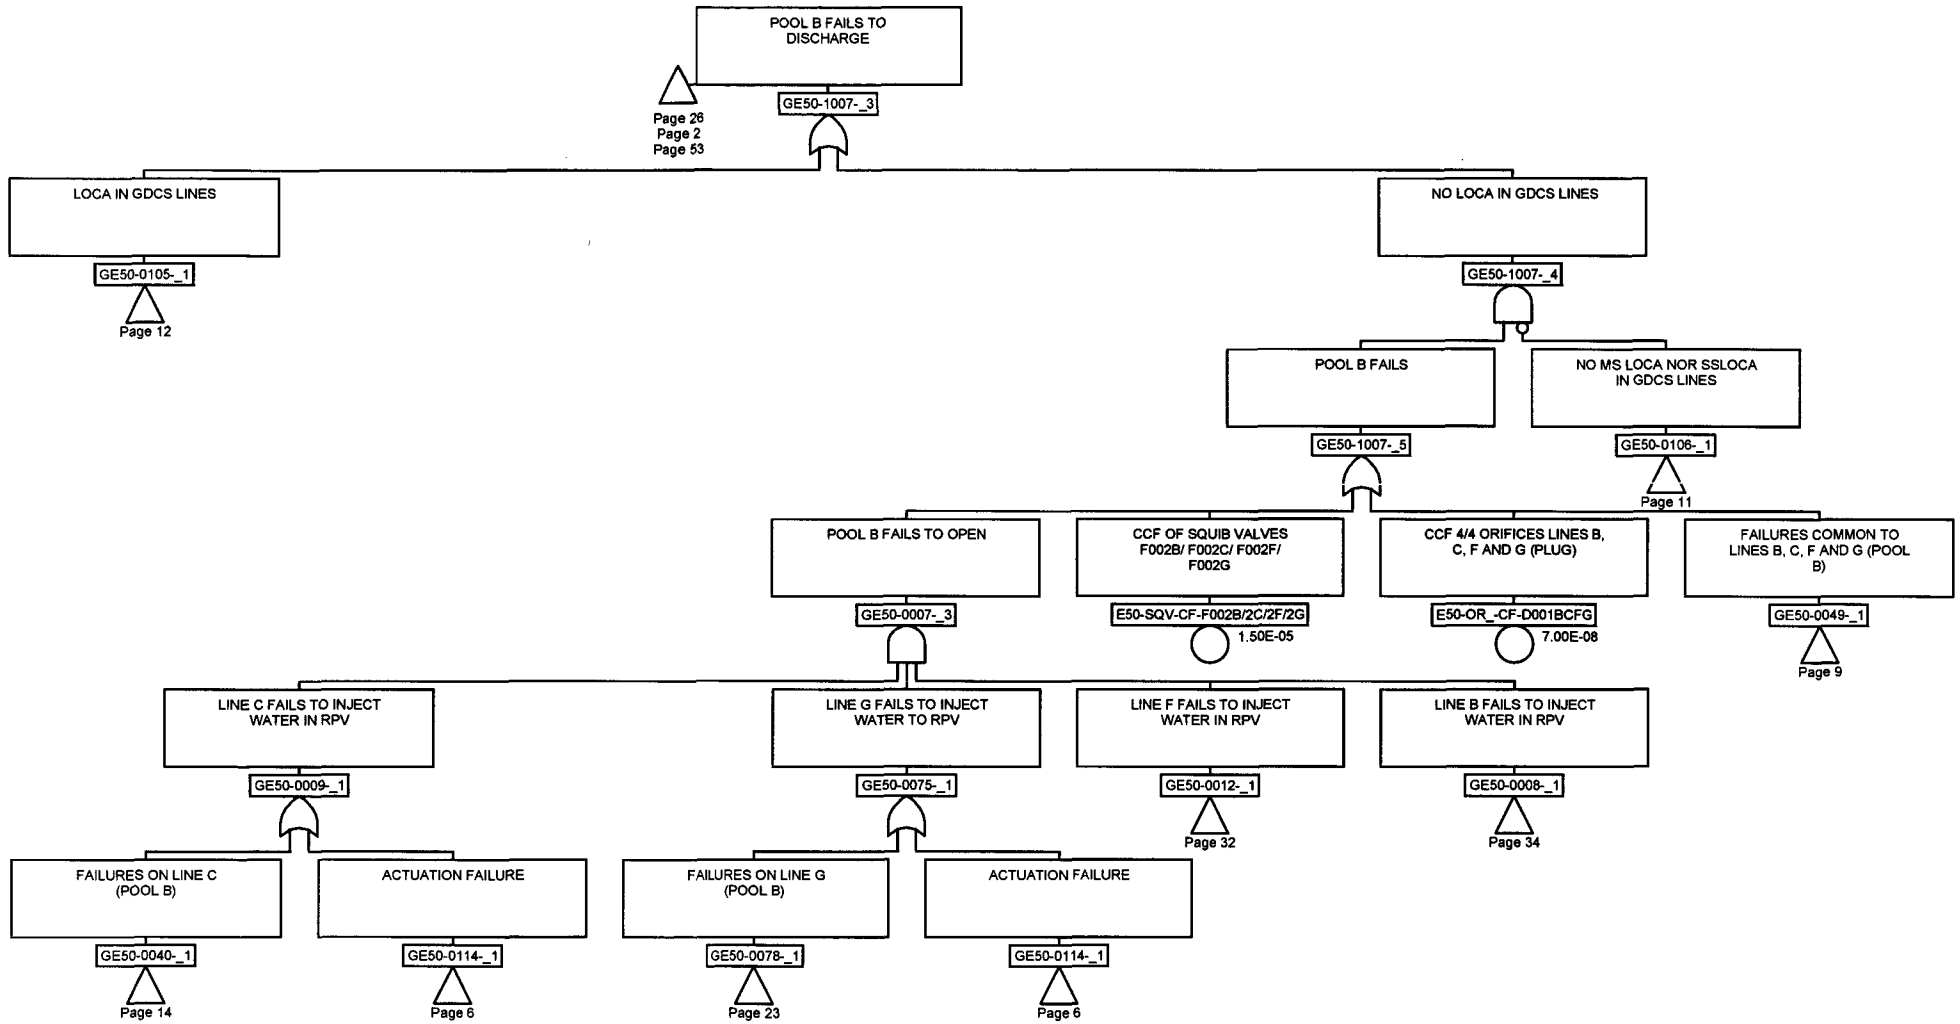 POOL B FAILS TO
DISCHARGE
GE50-1007-_3
Page 26
Page 2
Page 53
LOCA IN GDCS LINES
GE50-0105-_1
Page 12
NO LOCA IN GDCS LINES
GE50-1007-_4
POOL B FAILS
GE50-1007-_5
NO MS LOCA NOR SSLOCA
IN GDCS LINES
GE50-0106-_1
Page 11
POOL B FAILS TO OPEN
GE50-0007-_3
CCF OF SQUIB VALVES
F002B/ F002C/ F002F/
F002G
E50-SQV-CF-F002B/2C/2F/2G
1.50E-05
CCF 4/4 ORIFICES LINES B,
C, F AND G (PLUG)
E50-OR_-CF-D001BCFG
7.00E-08
FAILURES COMMON TO
LINES B, C, F AND G (POOL
B)
GE50-0049-_1
Page 9
LINE C FAILS TO INJECT
WATER IN RPV
GE50-0009-_1
LINE G FAILS TO INJECT
WATER TO RPV
GE50-0075-_1
LINE F FAILS TO INJECT
WATER IN RPV
GE50-0012-_1
Page 32
LINE B FAILS TO INJECT
WATER IN RPV
GE50-0008-_1
Page 34
FAILURES ON LINE C
(POOL B)
GE50-0040-_1
Page 14
ACTUATION FAILURE
GE50-0114-_1
Page 6
FAILURES ON LINE G
(POOL B)
GE50-0078-_1
Page 23
ACTUATION FAILURE
GE50-0114-_1
Page 6